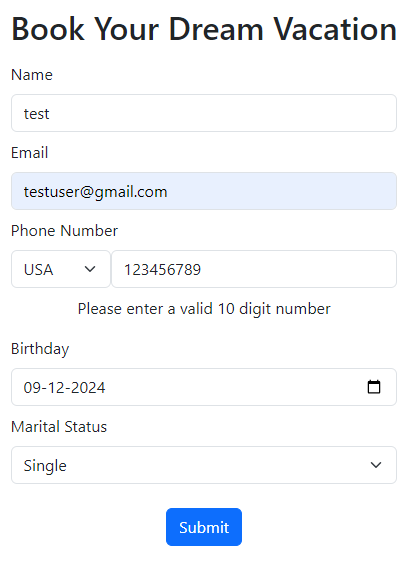 Book Your Dream Vacation
Name
test
Email
testuser@gmail.com
Phone Number
USA 123456789
Please enter a valid 10 digit number
Birthday
09-12-2024
Marital Status
Single
Submit